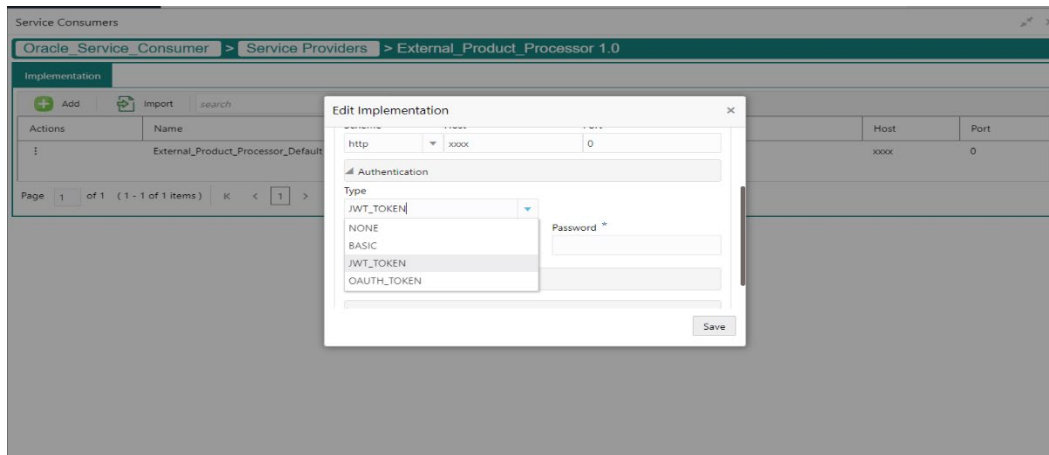 Service Consumers
Oracle_Service_Consumer > Service Providers > External_Product_Processor 1.0
Implementation
Add Import search
Actions Name Host Port
External_Product_Processor_Default xxxx 0
Page 1 of 1 (1 - 1 of 1 items) K < 1 >
Edit Implementation ×
http xxxx 0
Authentication
Type
JWT_TOKEN
NONE
BASIC
JWT_TOKEN
OAUTH_TOKEN
Password *
Save